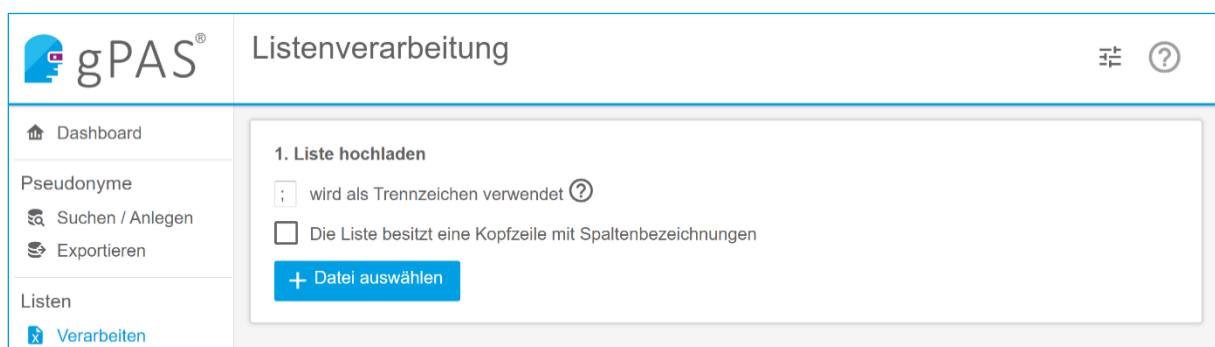 gPAS®
Listenverarbeitung
Dashboard
Pseudonyme
Suchen / Anlegen
Exportieren
Listen
Verarbeiten
1. Liste hochladen
; wird als Trennzeichen verwendet ?
Die Liste besitzt eine Kopfzeile mit Spaltenbezeichnungen
+ Datei auswählen